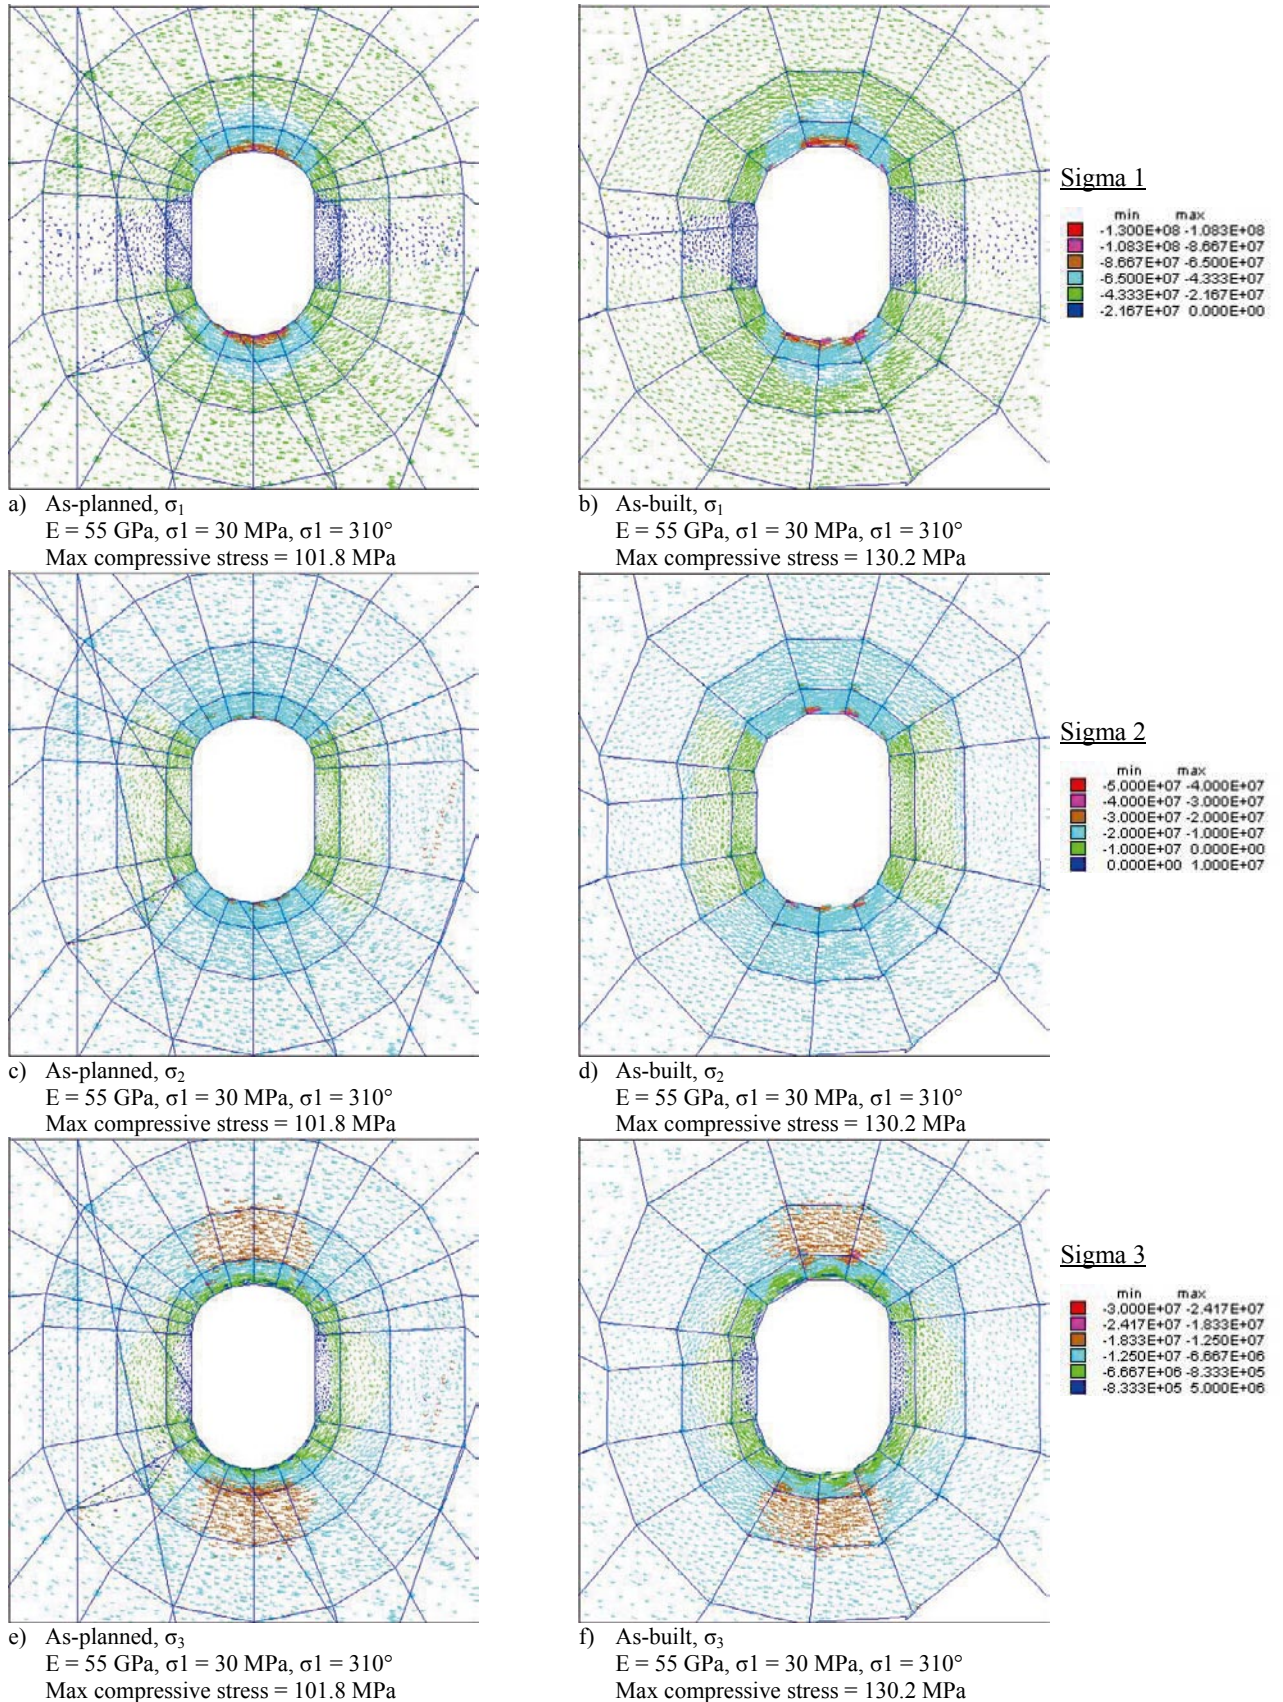 Sigma 1
min max
-1.300E+08 -1.083E+08
-1.083E+08 -8.667E+07
-8.667E+07 -6.500E+07
-6.500E+07 -4.333E+07
-4.333E+07 -2.167E+07
-2.167E+07 0.000E+00
a) As-planned, σ₁
E = 55 GPa, σ1 = 30 MPa, σ1 = 310°
Max compressive stress = 101.8 MPa
b) As-built, σ₁
E = 55 GPa, σ1 = 30 MPa, σ1 = 310°
Max compressive stress = 130.2 MPa
Sigma 2
min max
-5.000E+07 -4.000E+07
-4.000E+07 -3.000E+07
-3.000E+07 -2.000E+07
-2.000E+07 -1.000E+07
-1.000E+07 0.000E+00
0.000E+00 1.000E+07
c) As-planned, σ₂
E = 55 GPa, σ1 = 30 MPa, σ1 = 310°
Max compressive stress = 101.8 MPa
d) As-built, σ₂
E = 55 GPa, σ1 = 30 MPa, σ1 = 310°
Max compressive stress = 130.2 MPa
Sigma 3
min max
-3.000E+07 -2.417E+07
-2.417E+07 -1.833E+07
-1.833E+07 -1.250E+07
-1.250E+07 -6.667E+06
-6.667E+06 -8.333E+05
-8.333E+05 5.000E+06
e) As-planned, σ₃
E = 55 GPa, σ1 = 30 MPa, σ1 = 310°
Max compressive stress = 101.8 MPa
f) As-built, σ₃
E = 55 GPa, σ1 = 30 MPa, σ1 = 310°
Max compressive stress = 130.2 MPa